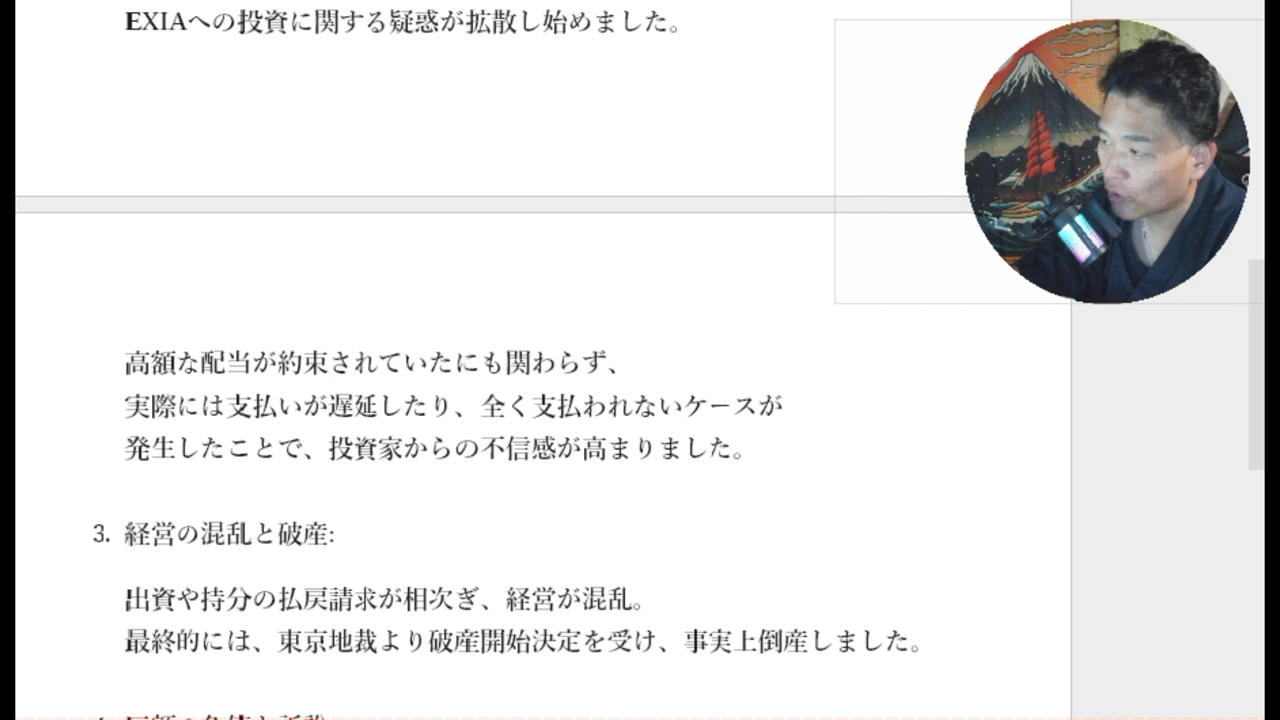 EXIAへの投資に関する疑惑が拡散し始めました。
高額な配当が約束されていたにも関わらず、
実際には支払いが遅延したり、全く支払われないケースが
発生したことで、投資家からの不信感が高まりました。
3. 経営の混乱と破産:
出資や持分の払戻請求が相次ぎ、経営が混乱。
最終的には、東京地裁より破産開始決定を受け、事実上倒産しました。